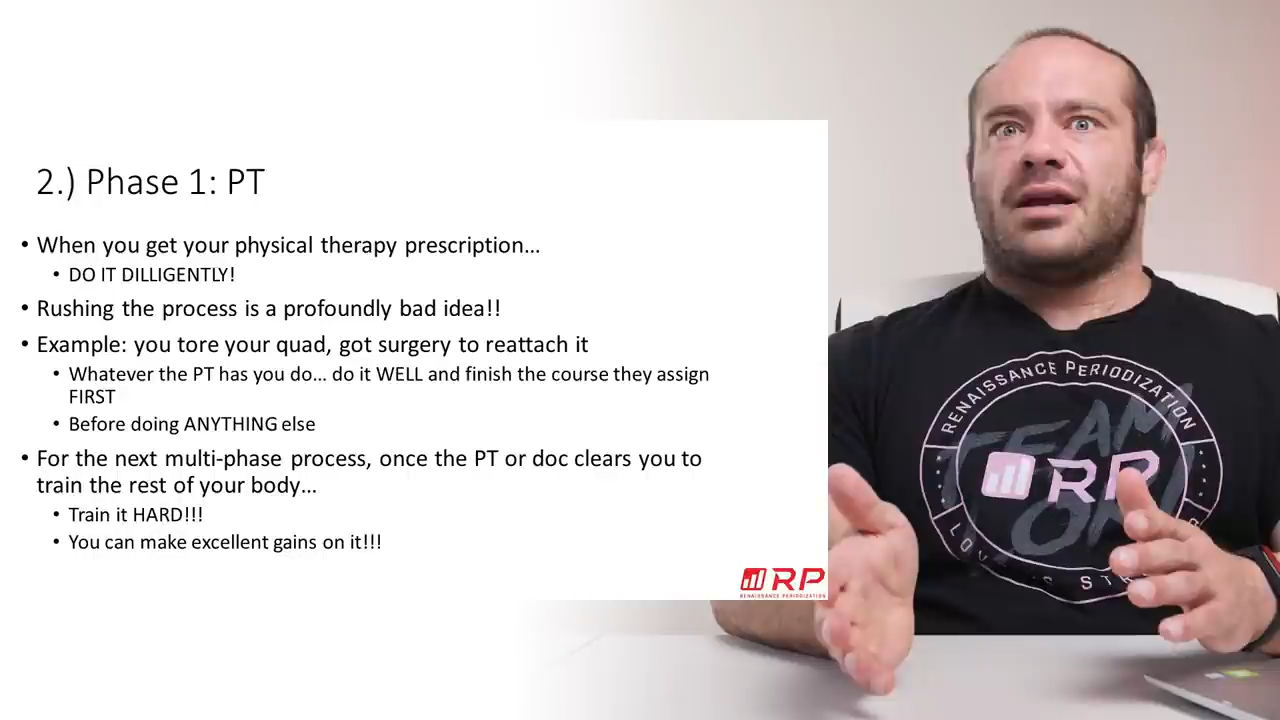 2.) Phase 1: PT
• When you get your physical therapy prescription...
• DO IT DILLIGENTLY!
• Rushing the process is a profoundly bad idea!!
• Example: you tore your quad, got surgery to reattach it
• Whatever the PT has you do... do it WELL and finish the course they assign
FIRST
• Before doing ANYTHING else
• For the next multi-phase process, once the PT or doc clears you to
train the rest of your body...
• Train it HARD!!!
• You can make excellent gains on it!!!
RP
RENAISSANCE PERIODIZATION
RENAISSANCE PERIODIZATION
TEAM
RP